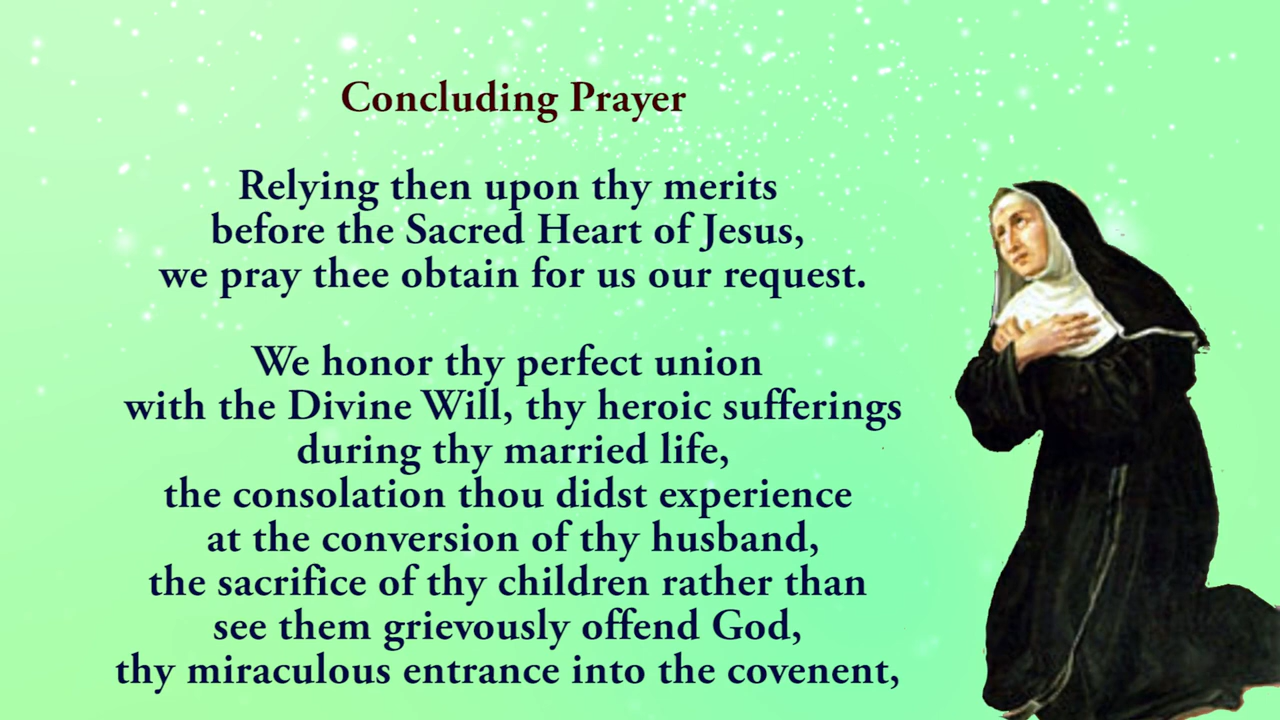 Concluding Prayer
Relying then upon thy merits
before the Sacred Heart of Jesus,
we pray thee obtain for us our request.
We honor thy perfect union
with the Divine Will, thy heroic sufferings
during thy married life,
the consolation thou didst experience
at the conversion of thy husband,
the sacrifice of thy children rather than
see them grievously offend God,
thy miraculous entrance into the covenent,